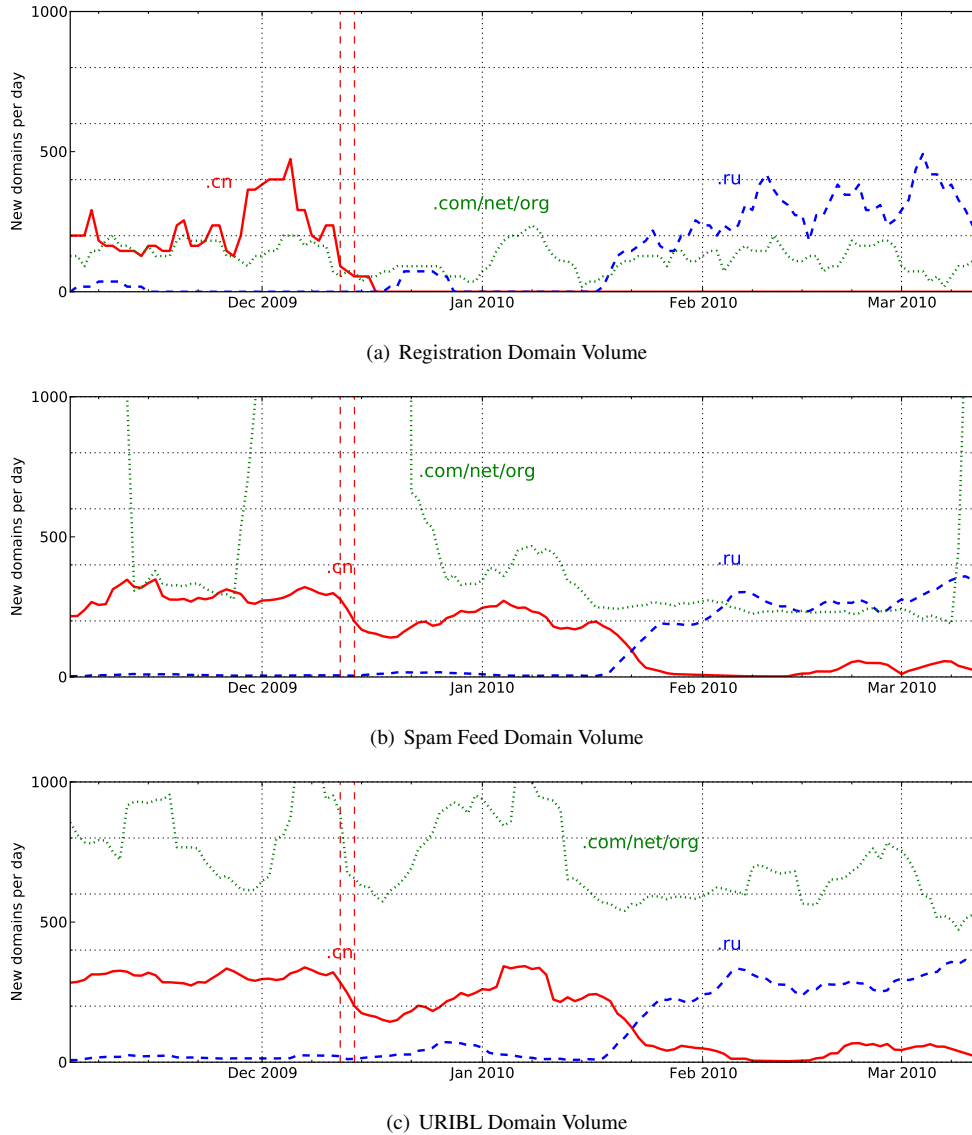 1000
500
0
New domains per day
.cn
.com/net/org
.ru
Dec 2009 Jan 2010 Feb 2010 Mar 2010
(a) Registration Domain Volume
1000
500
0
New domains per day
.com/net/org
.cn
.ru
Dec 2009 Jan 2010 Feb 2010 Mar 2010
(b) Spam Feed Domain Volume
1000
500
0
New domains per day
.com/net/org
.cn
.ru
Dec 2009 Jan 2010 Feb 2010 Mar 2010
(c) URIBL Domain Volume